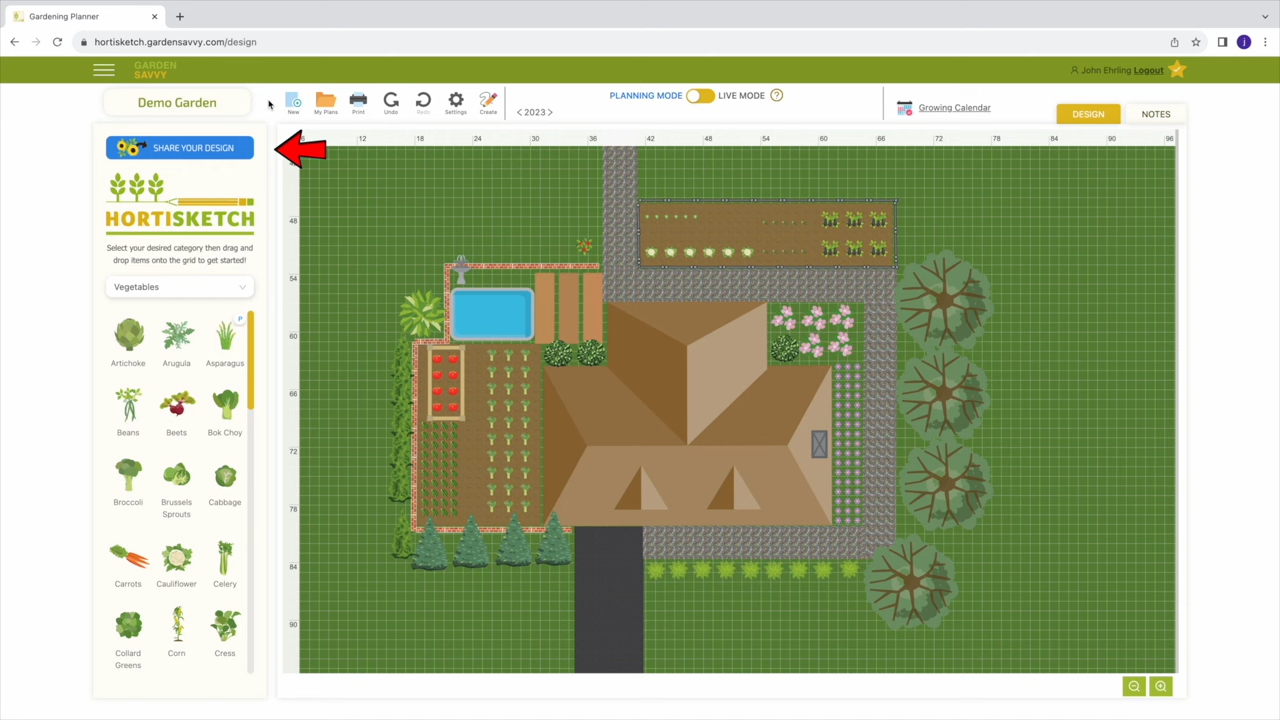 Gardening Planner
hortisketch.gardensavvy.com/design
j
GARDEN
SAVVY
John Ehrling Logout
Demo Garden
New
My Plans
Print
Undo
Redo
Settings
Create
< 2023 >
PLANNING MODE
LIVE MODE
?
Growing Calendar
DESIGN
NOTES
SHARE YOUR DESIGN
HORTISKETCH
Select your desired category then drag and
drop items onto the grid to get started!
Vegetables
P
Artichoke
Arugula
Asparagus
Beans
Beets
Bok Choy
Broccoli
Brussels
Sprouts
Cabbage
Carrots
Cauliflower
Celery
Collard
Greens
Corn
Cress
12 18 24 30 36 42 48 54 60 66 72 78 84 90 96
48
54
60
66
72
78
84
90